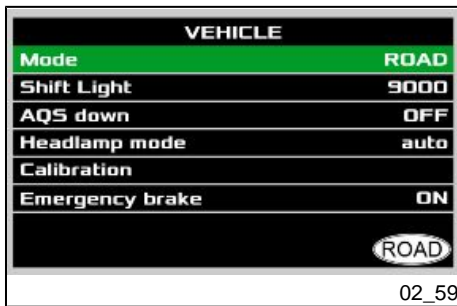 VEHICLE
Mode ROAD
Shift Light 9000
AQS down OFF
Headlamp mode auto
Calibration
Emergency brake ON
ROAD
02_59